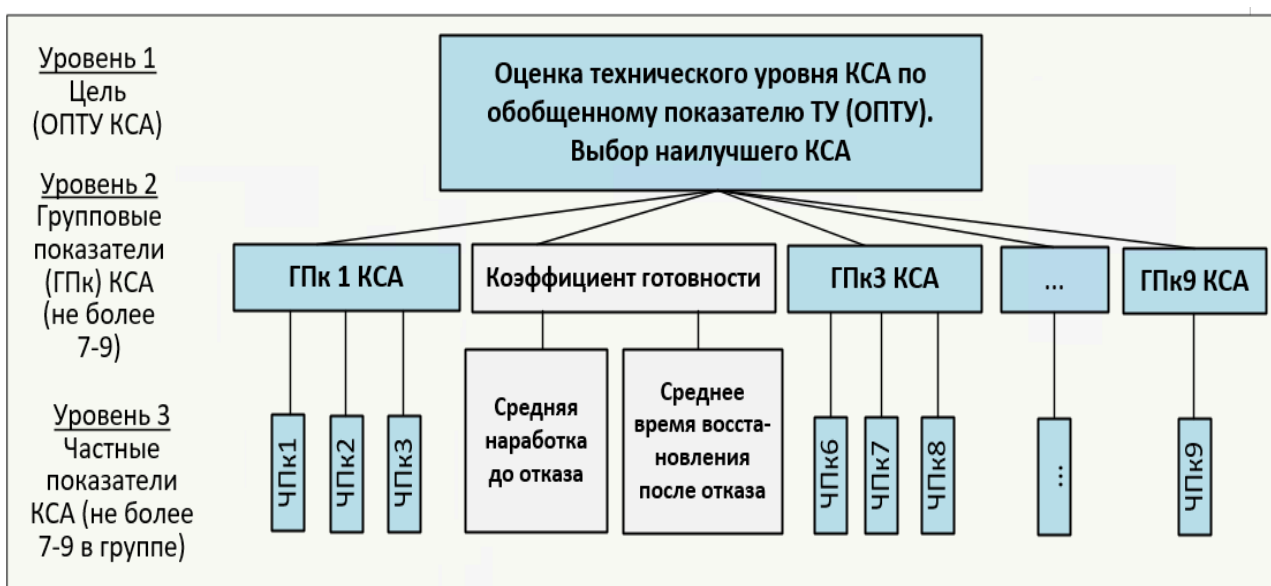 Уровень 1
Цель
(ОПТУ КСА)
Оценка технического уровня КСА по
обобщенному показателю ТУ (ОПТУ).
Выбор наилучшего КСА
Уровень 2
Групповые
показатели
(ГПк) КСА
(не более
7-9)
ГПк 1 КСА
Коэффициент готовности
ГПк3 КСА
...
ГПк9 КСА
Уровень 3
Частные
показатели
КСА (не более
7-9 в группе)
ЧПк1
ЧПк2
ЧПк3
Средняя
наработка
до отказа
Среднее
время восста-
новления
после отказа
ЧПк6
ЧПк7
ЧПк8
...
ЧПк9